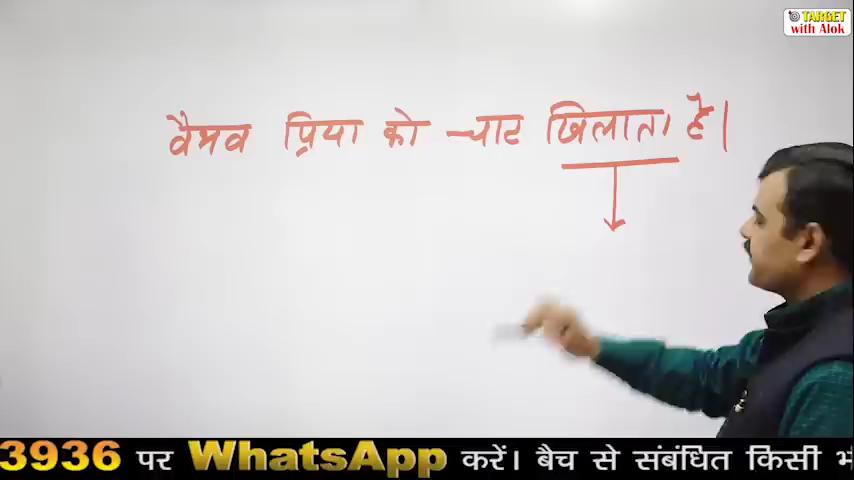 TARGET
with Alok
वैभव प्रिया को चाट खिलाता है।
3936 पर WhatsApp करें। बैच से संबंधित किसी भी